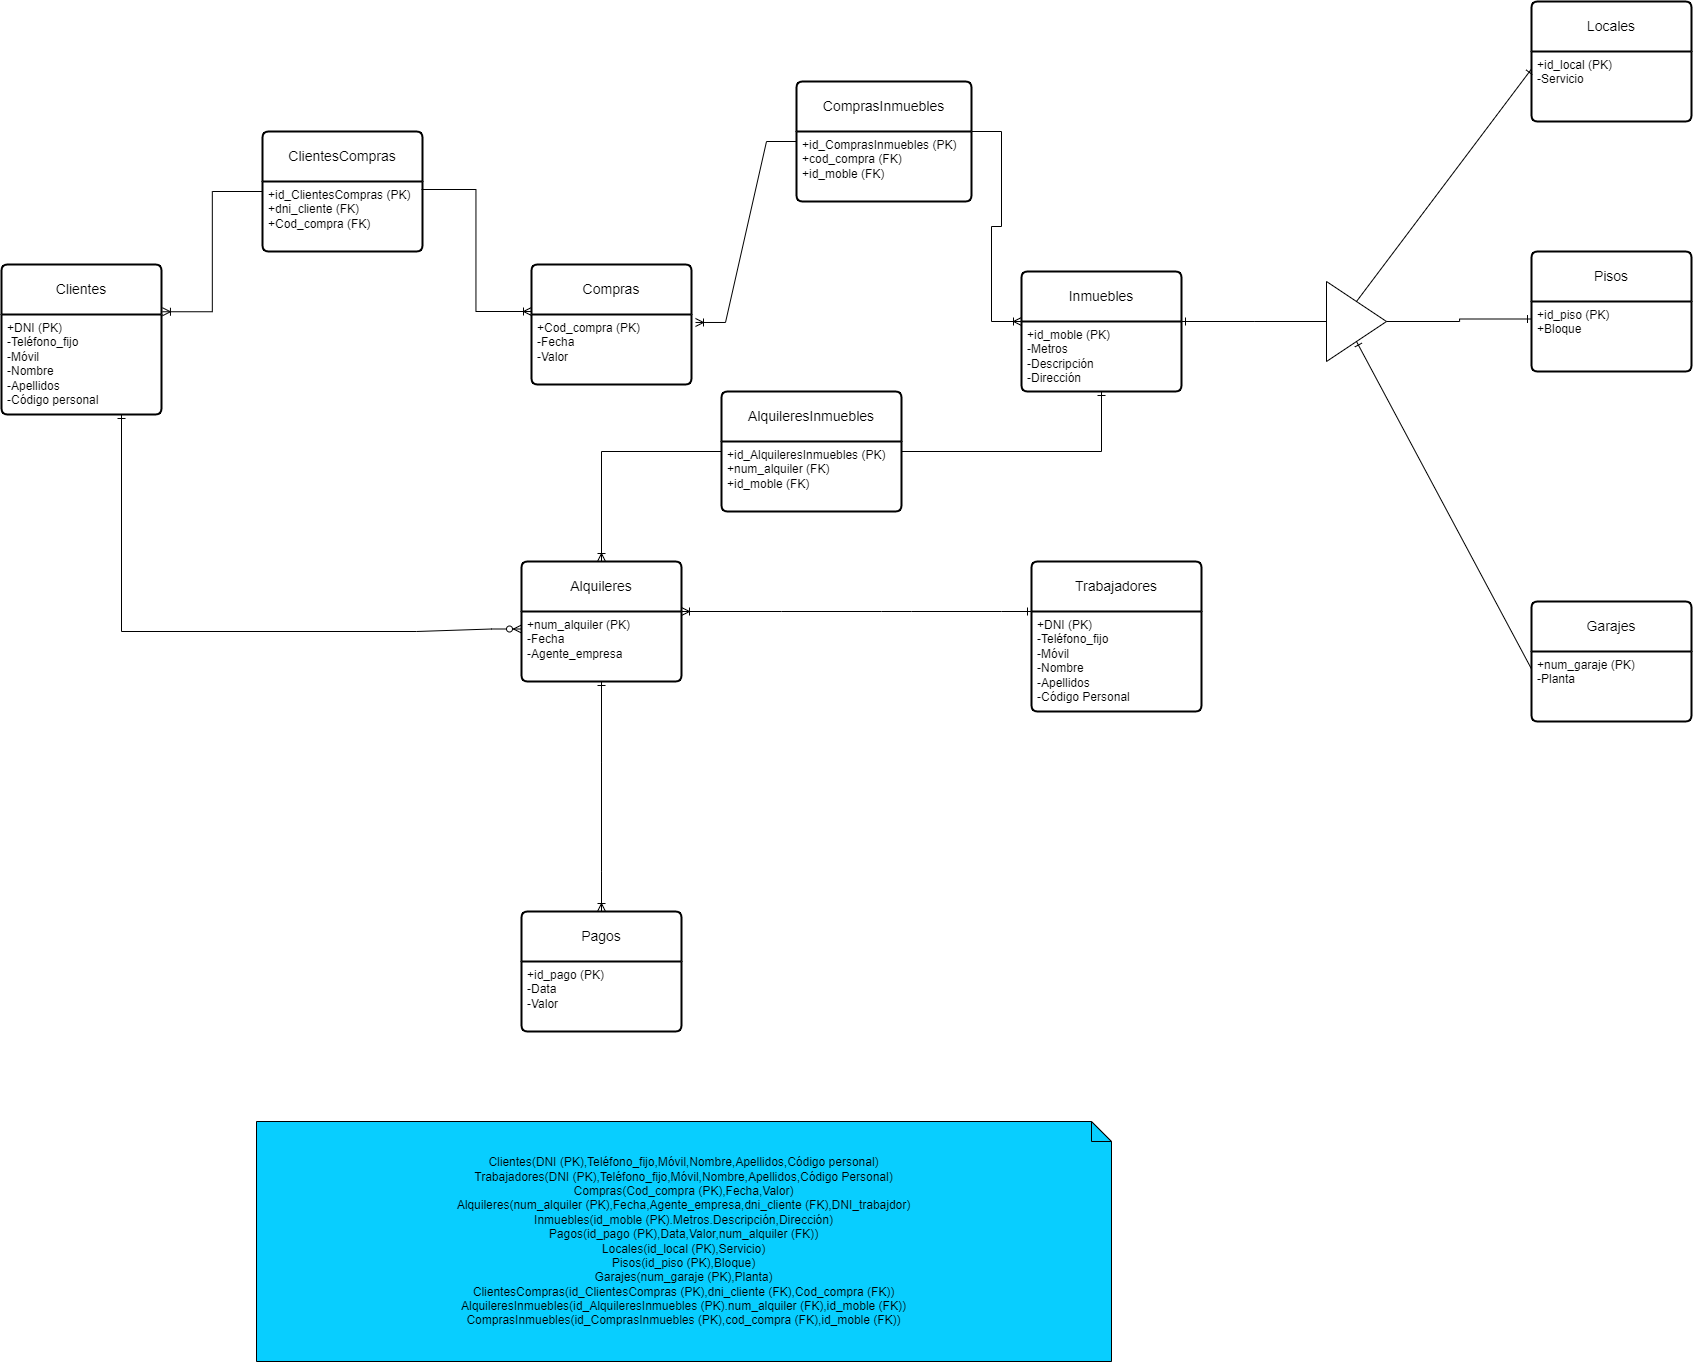 Locales
+id_local (PK)
-Servicio
ComprasInmuebles
+id_ComprasInmuebles (PK)
+cod_compra (FK)
+id_moble (FK)
ClientesCompras
+id_ClientesCompras (PK)
+dni_cliente (FK)
+Cod_compra (FK)
Clientes
+DNI (PK)
-Teléfono_fijo
-Móvil
-Nombre
-Apellidos
-Código personal
Compras
+Cod_compra (PK)
-Fecha
-Valor
Inmuebles
+id_moble (PK)
-Metros
-Descripción
-Dirección
Pisos
+id_piso (PK)
+Bloque
AlquileresInmuebles
+id_AlquileresInmuebles (PK)
+num_alquiler (FK)
+id_moble (FK)
Alquileres
+num_alquiler (PK)
-Fecha
-Agente_empresa
Trabajadores
+DNI (PK)
-Teléfono_fijo
-Móvil
-Nombre
-Apellidos
-Código Personal
Garajes
+num_garaje (PK)
-Planta
Pagos
+id_pago (PK)
-Data
-Valor
Clientes(DNI (PK),Teléfono_fijo,Móvil,Nombre,Apellidos,Código personal)
Trabajadores(DNI (PK),Teléfono_fijo,Móvil,Nombre,Apellidos,Código Personal)
Compras(Cod_compra (PK),Fecha,Valor)
Alquileres(num_alquiler (PK),Fecha,Agente_empresa,dni_cliente (FK),DNI_trabajdor)
Inmuebles(id_moble (PK).Metros.Descripción,Dirección)
Pagos(id_pago (PK),Data,Valor,num_alquiler (FK))
Locales(id_local (PK),Servicio)
Pisos(id_piso (PK),Bloque)
Garajes(num_garaje (PK),Planta)
ClientesCompras(id_ClientesCompras (PK),dni_cliente (FK),Cod_compra (FK))
AlquileresInmuebles(id_AlquileresInmuebles (PK).num_alquiler (FK),id_moble (FK))
ComprasInmuebles(id_ComprasInmuebles (PK),cod_compra (FK),id_moble (FK))